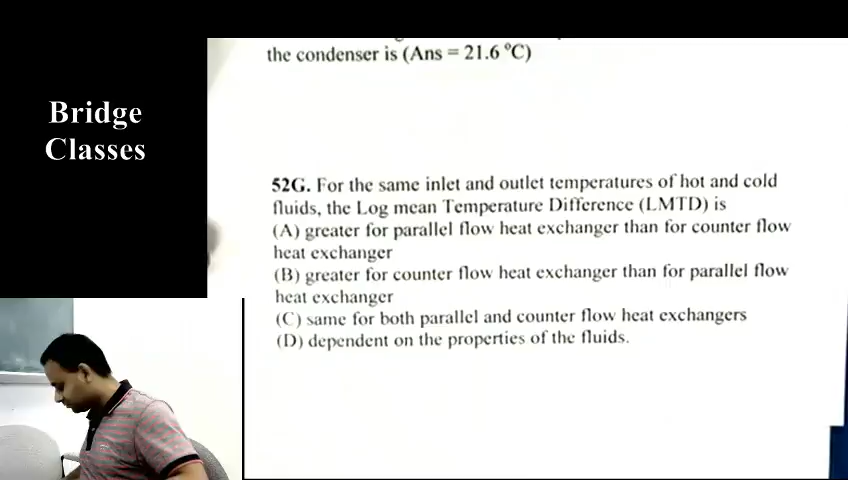 Bridge
Classes
the condenser is (Ans = 21.6 °C)
52G. For the same inlet and outlet temperatures of hot and cold
fluids, the Log mean Temperature Difference (LMTD) is
(A) greater for parallel flow heat exchanger than for counter flow
heat exchanger
(B) greater for counter flow heat exchanger than for parallel flow
heat exchanger
(C) same for both parallel and counter flow heat exchangers
(D) dependent on the properties of the fluids.